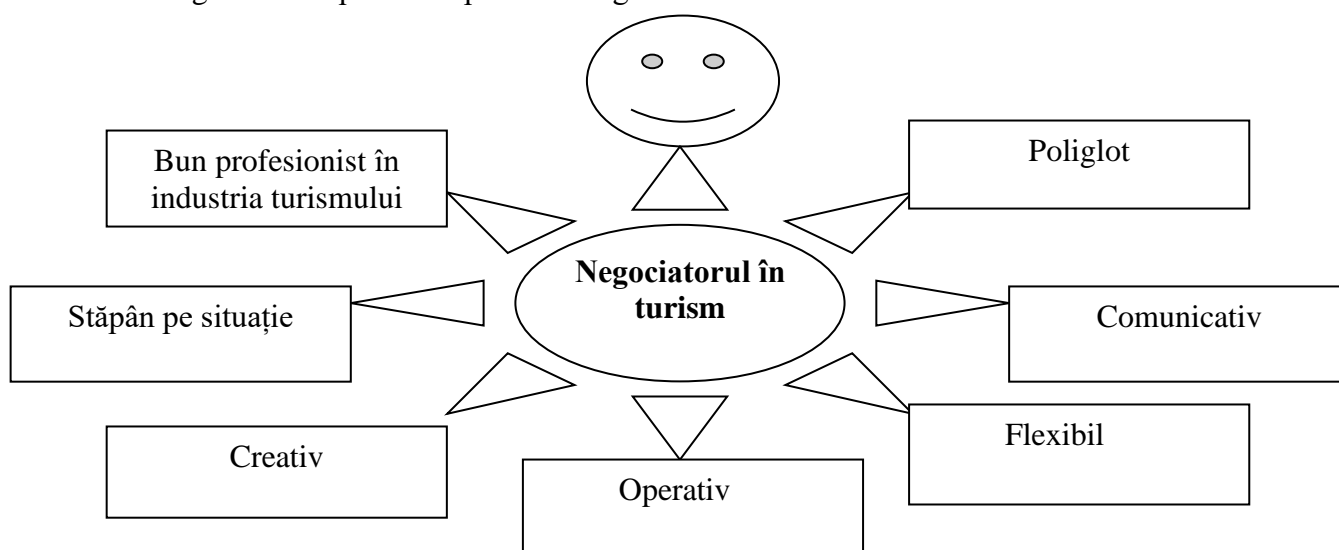 Bun profesionist în
industria turismului
Poliglot
Negociatorul în
turism
Stăpân pe situație
Comunicativ
Creativ
Flexibil
Operativ